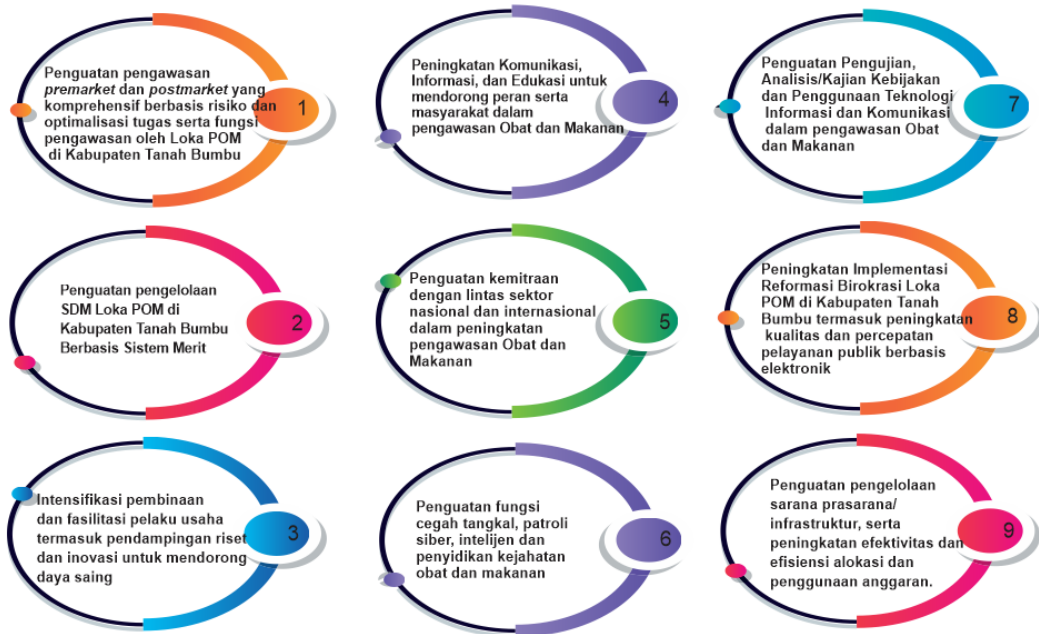 Penguatan pengawasan
premarket dan postmarket yang
komprehensif berbasis risiko dan
optimalisasi tugas serta fungsi
pengawasan oleh Loka POM
di Kabupaten Tanah Bumbu
1
Penguatan pengelolaan
SDM Loka POM di
Kabupaten Tanah Bumbu
Berbasis Sistem Merit
2
Intensifikasi pembinaan
dan fasilitasi pelaku usaha
termasuk pendampingan riset
dan inovasi untuk mendorong
daya saing
3
Peningkatan Komunikasi,
Informasi, dan Edukasi untuk
mendorong peran serta
masyarakat dalam
pengawasan Obat dan Makanan
4
Penguatan kemitraan
dengan lintas sektor
nasional dan internasional
dalam peningkatan
pengawasan Obat dan
Makanan
5
Penguatan fungsi
cegah tangkal, patroli
siber, intelijen dan
penyidikan kejahatan
obat dan makanan
6
Penguatan Pengujian,
Analisis/Kajian Kebijakan
dan Penggunaan Teknologi
Informasi dan Komunikasi
dalam pengawasan Obat
dan Makanan
7
Peningkatan Implementasi
Reformasi Birokrasi Loka
POM di Kabupaten Tanah
Bumbu termasuk peningkatan
kualitas dan percepatan
pelayanan publik berbasis
elektronik
8
Penguatan pengelolaan
sarana prasarana/
infrastruktur, serta
peningkatan efektivitas dan
efisiensi alokasi dan
penggunaan anggaran.
9